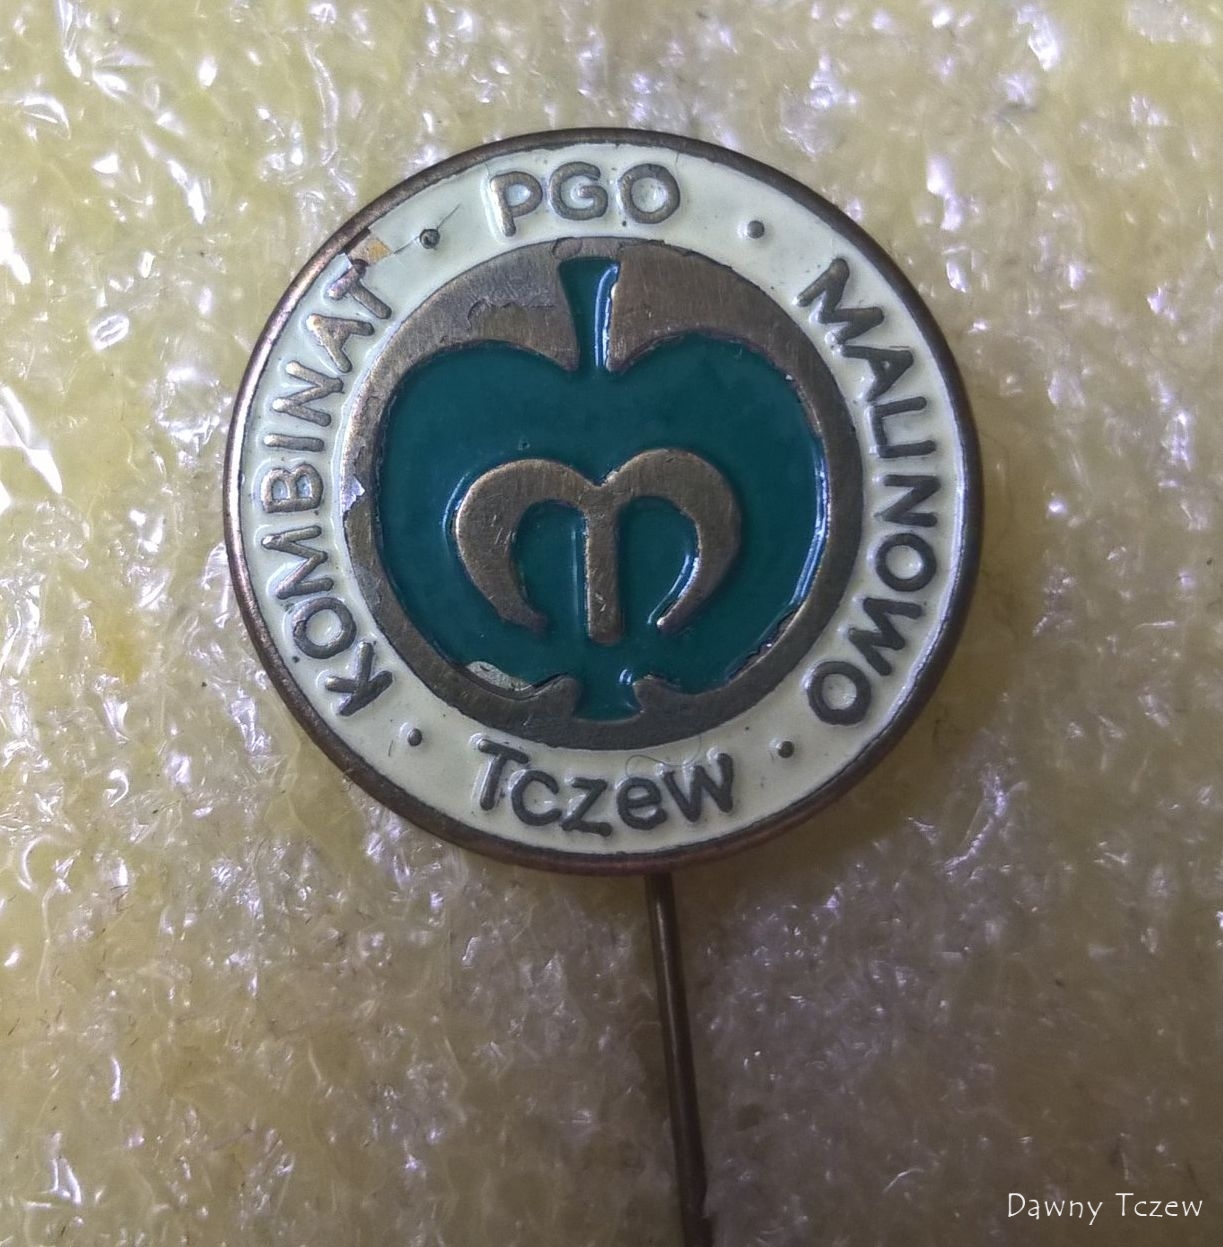 KOMBINAT · PGO · MALINOWO · Tczew ·
m
Dawny Tczew